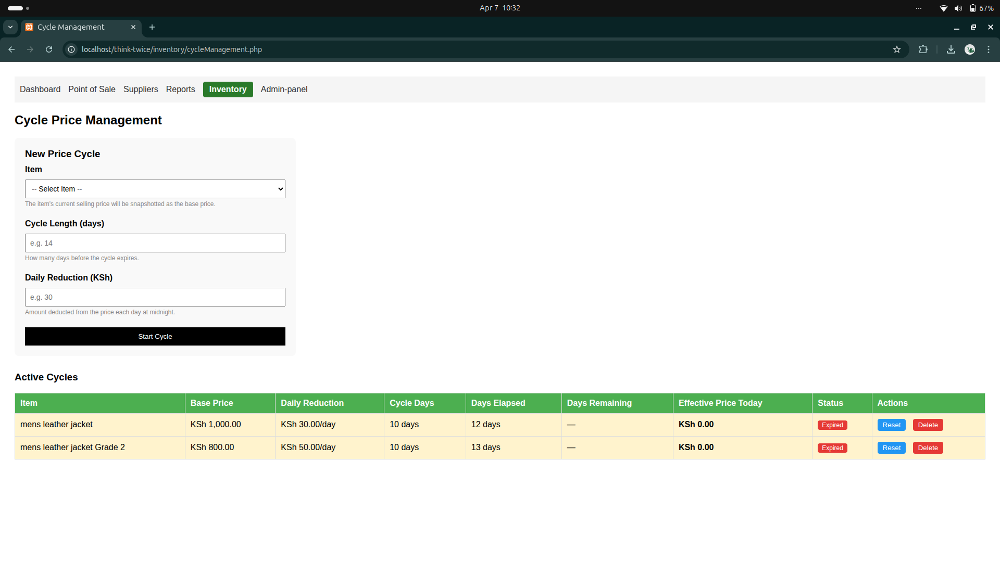 Apr 7 10:32
67%
Cycle Management
localhost/think-twice/inventory/cycleManagement.php
Dashboard Point of Sale Suppliers Reports Inventory Admin-panel
Cycle Price Management
New Price Cycle
Item
-- Select Item --
The item's current selling price will be snapshotted as the base price.
Cycle Length (days)
e.g. 14
How many days before the cycle expires.
Daily Reduction (KSh)
e.g. 30
Amount deducted from the price each day at midnight.
Start Cycle
Active Cycles
Item Base Price Daily Reduction Cycle Days Days Elapsed Days Remaining Effective Price Today Status Actions
mens leather jacket KSh 1,000.00 KSh 30.00/day 10 days 12 days — KSh 0.00 Expired Reset Delete
mens leather jacket Grade 2 KSh 800.00 KSh 50.00/day 10 days 13 days — KSh 0.00 Expired Reset Delete